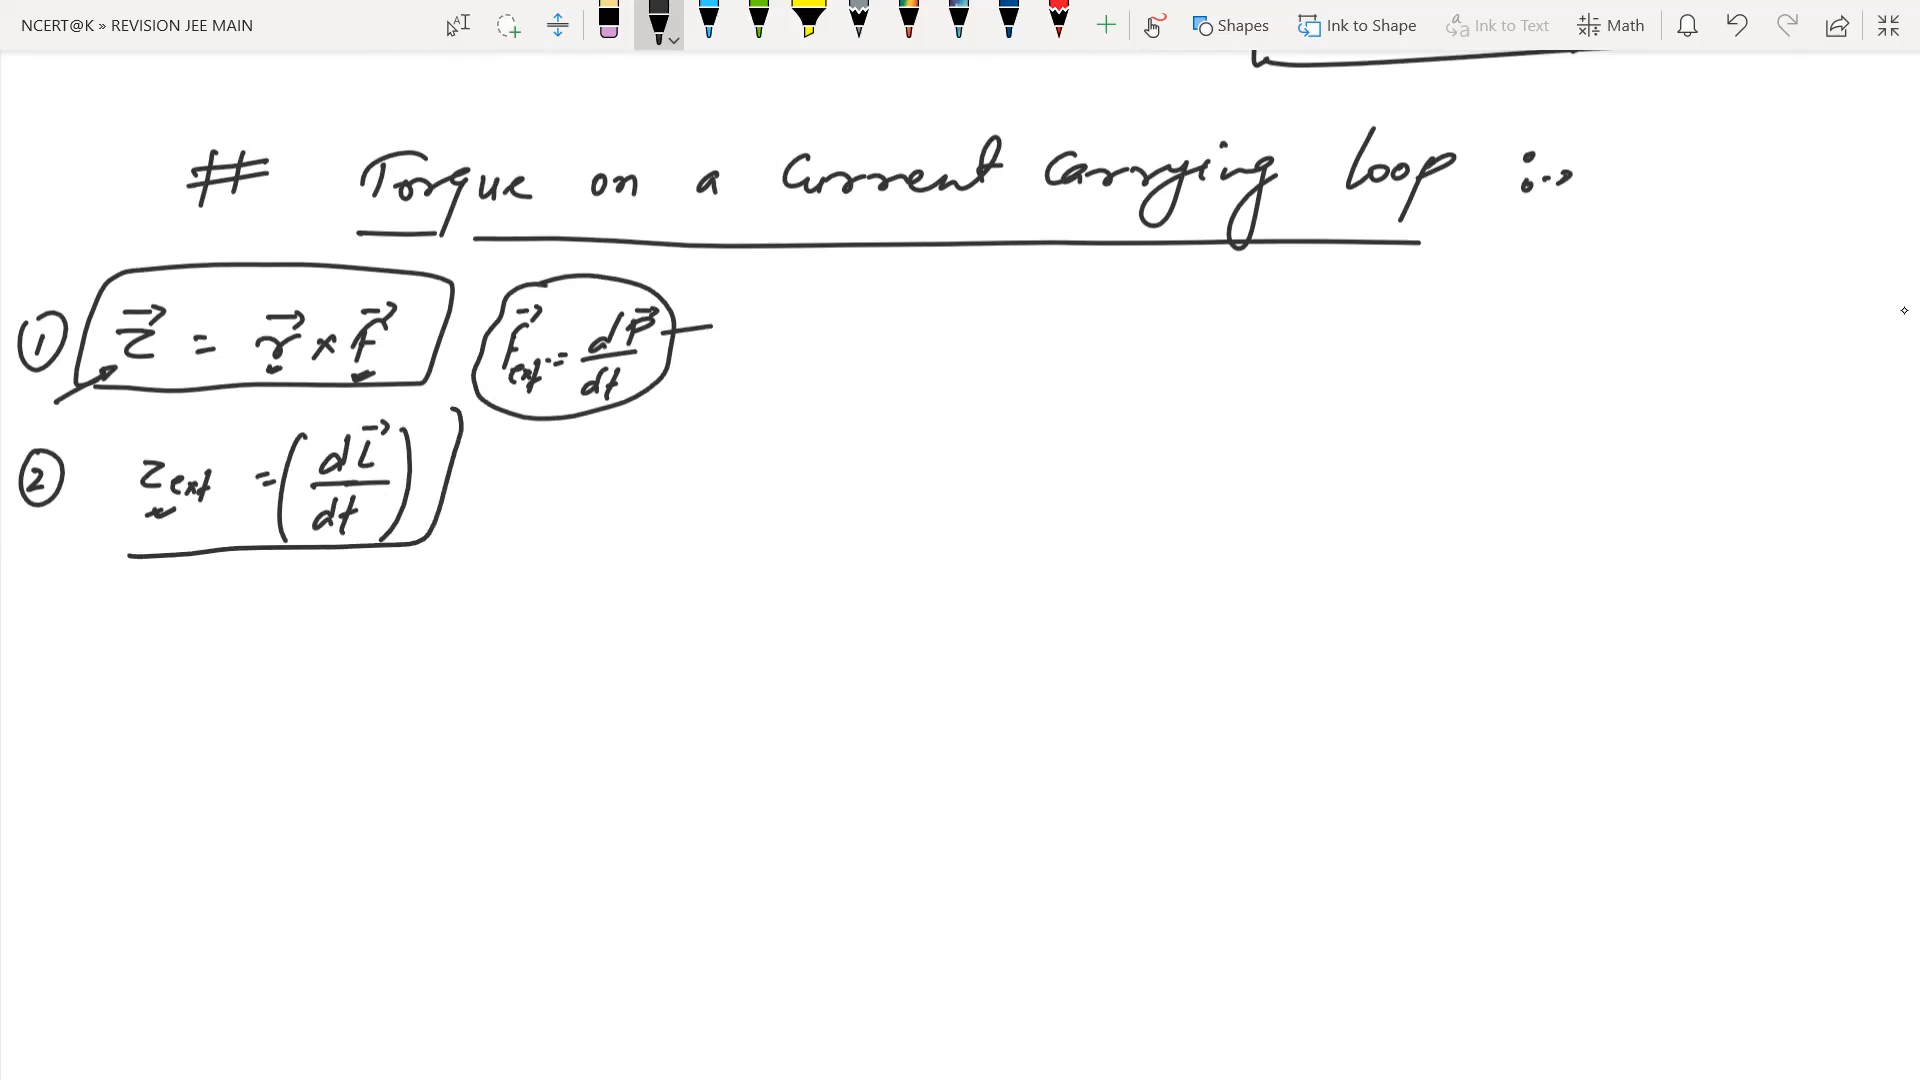 NCERT@K » REVISION JEE MAIN Shapes Ink to Shape Ink to Text Math
# Torque on a Current Carrying loop :->
① τ⃗ = r⃗ × F⃗ F⃗ext. = dP⃗/dt
② τext = (dL⃗/dt)